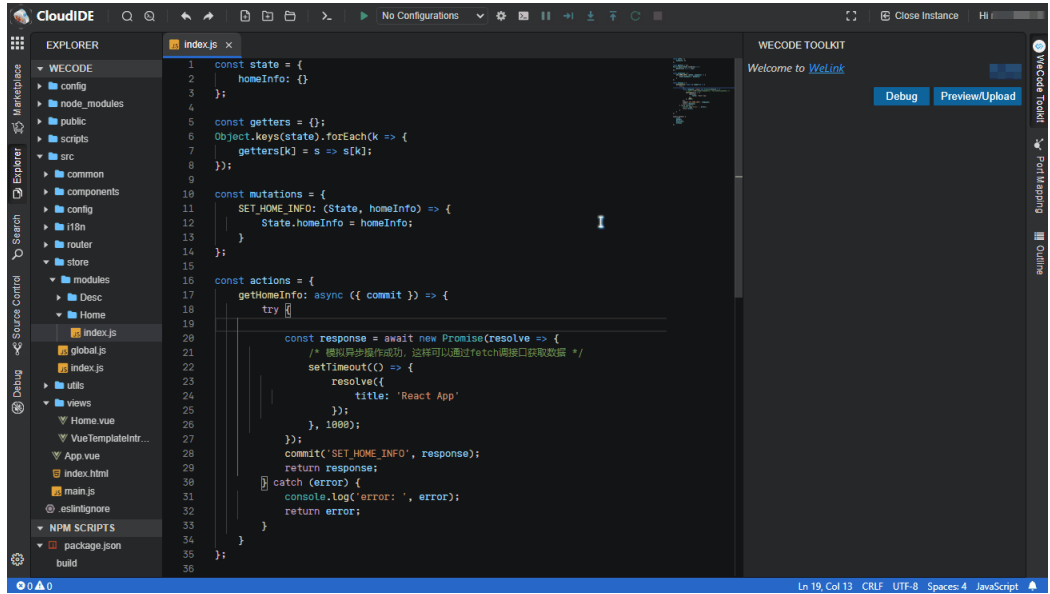 CloudIDE
No Configurations
Close Instance
Hi
EXPLORER
index.js ×
WECODE TOOLKIT
Marketplace
Explorer
Search
Source Control
Debug
WECODE
config
node_modules
public
scripts
src
common
components
config
i18n
router
store
modules
Desc
Home
index.js
global.js
index.js
utils
views
Home.vue
VueTemplateIntr...
App.vue
index.html
main.js
.eslintignore
NPM SCRIPTS
package.json
build
1 const state = {
2 homeInfo: {}
3 };
4
5 const getters = {};
6 Object.keys(state).forEach(k => {
7 getters[k] = s => s[k];
8 });
9
10 const mutations = {
11 SET_HOME_INFO: (State, homeInfo) => {
12 State.homeInfo = homeInfo;
13 }
14 };
15
16 const actions = {
17 getHomeInfo: async ({ commit }) => {
18 try {
19
20 const response = await new Promise(resolve => {
21 /* 模拟异步操作成功，这样可以通过fetch调接口获取数据 */
22 setTimeout(() => {
23 resolve({
24 title: 'React App'
25 });
26 }, 1000);
27 });
28 commit('SET_HOME_INFO', response);
29 return response;
30 } catch (error) {
31 console.log('error: ', error);
32 return error;
33 }
34 }
35 };
36
Welcome to WeLink
Debug
Preview/Upload
WeCode Toolkit
Port Mapping
Outline
0 0
Ln 19, Col 13 CRLF UTF-8 Spaces: 4 JavaScript